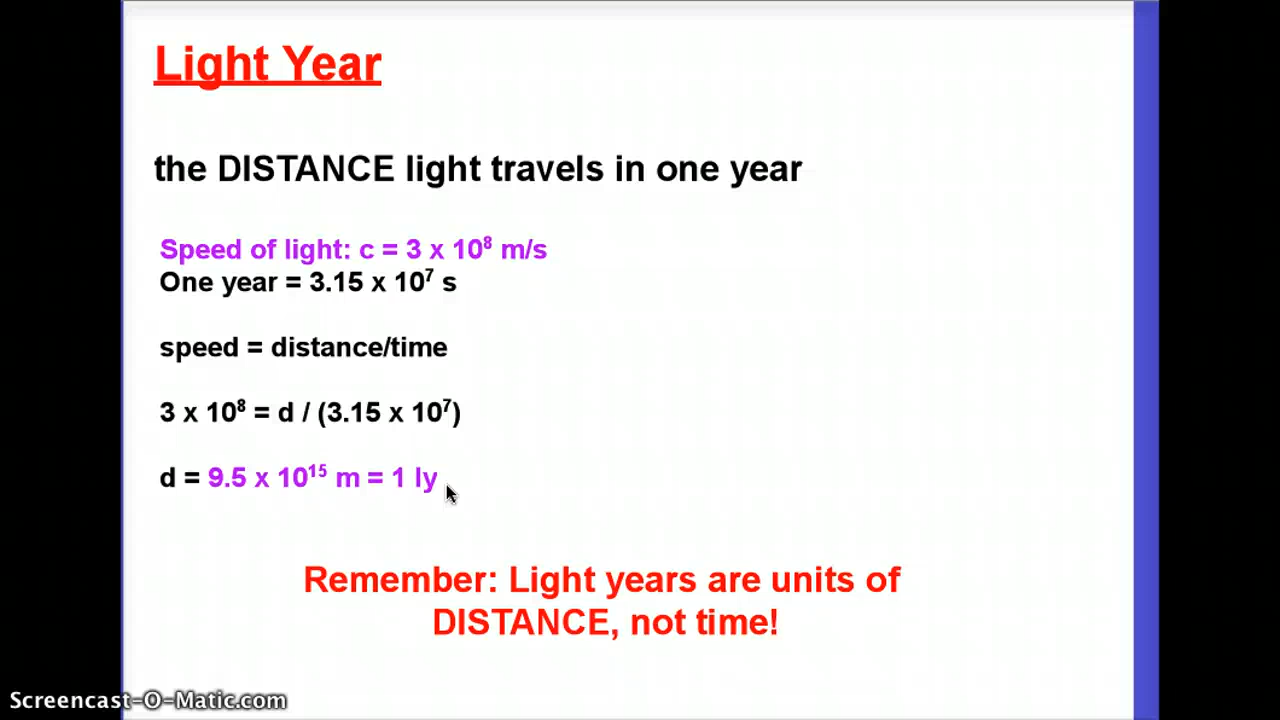 Light Year
the DISTANCE light travels in one year
Speed of light: c = 3 x 10⁸ m/s
One year = 3.15 x 10⁷ s
speed = distance/time
3 x 10⁸ = d / (3.15 x 10⁷)
d = 9.5 x 10¹⁵ m = 1 ly
Remember: Light years are units of
DISTANCE, not time!
Screencast-O-Matic.com